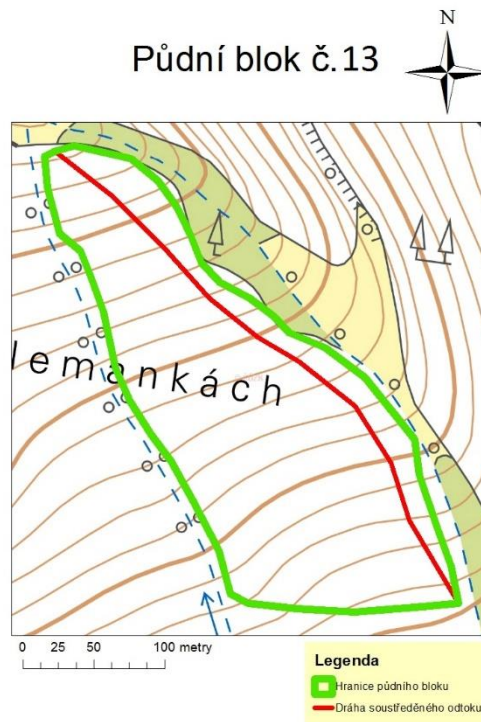 Půdní blok č.13
N
lemankách
0 25 50 100 metry
Legenda
Hranice půdního bloku
Dráha soustředěného odtoku